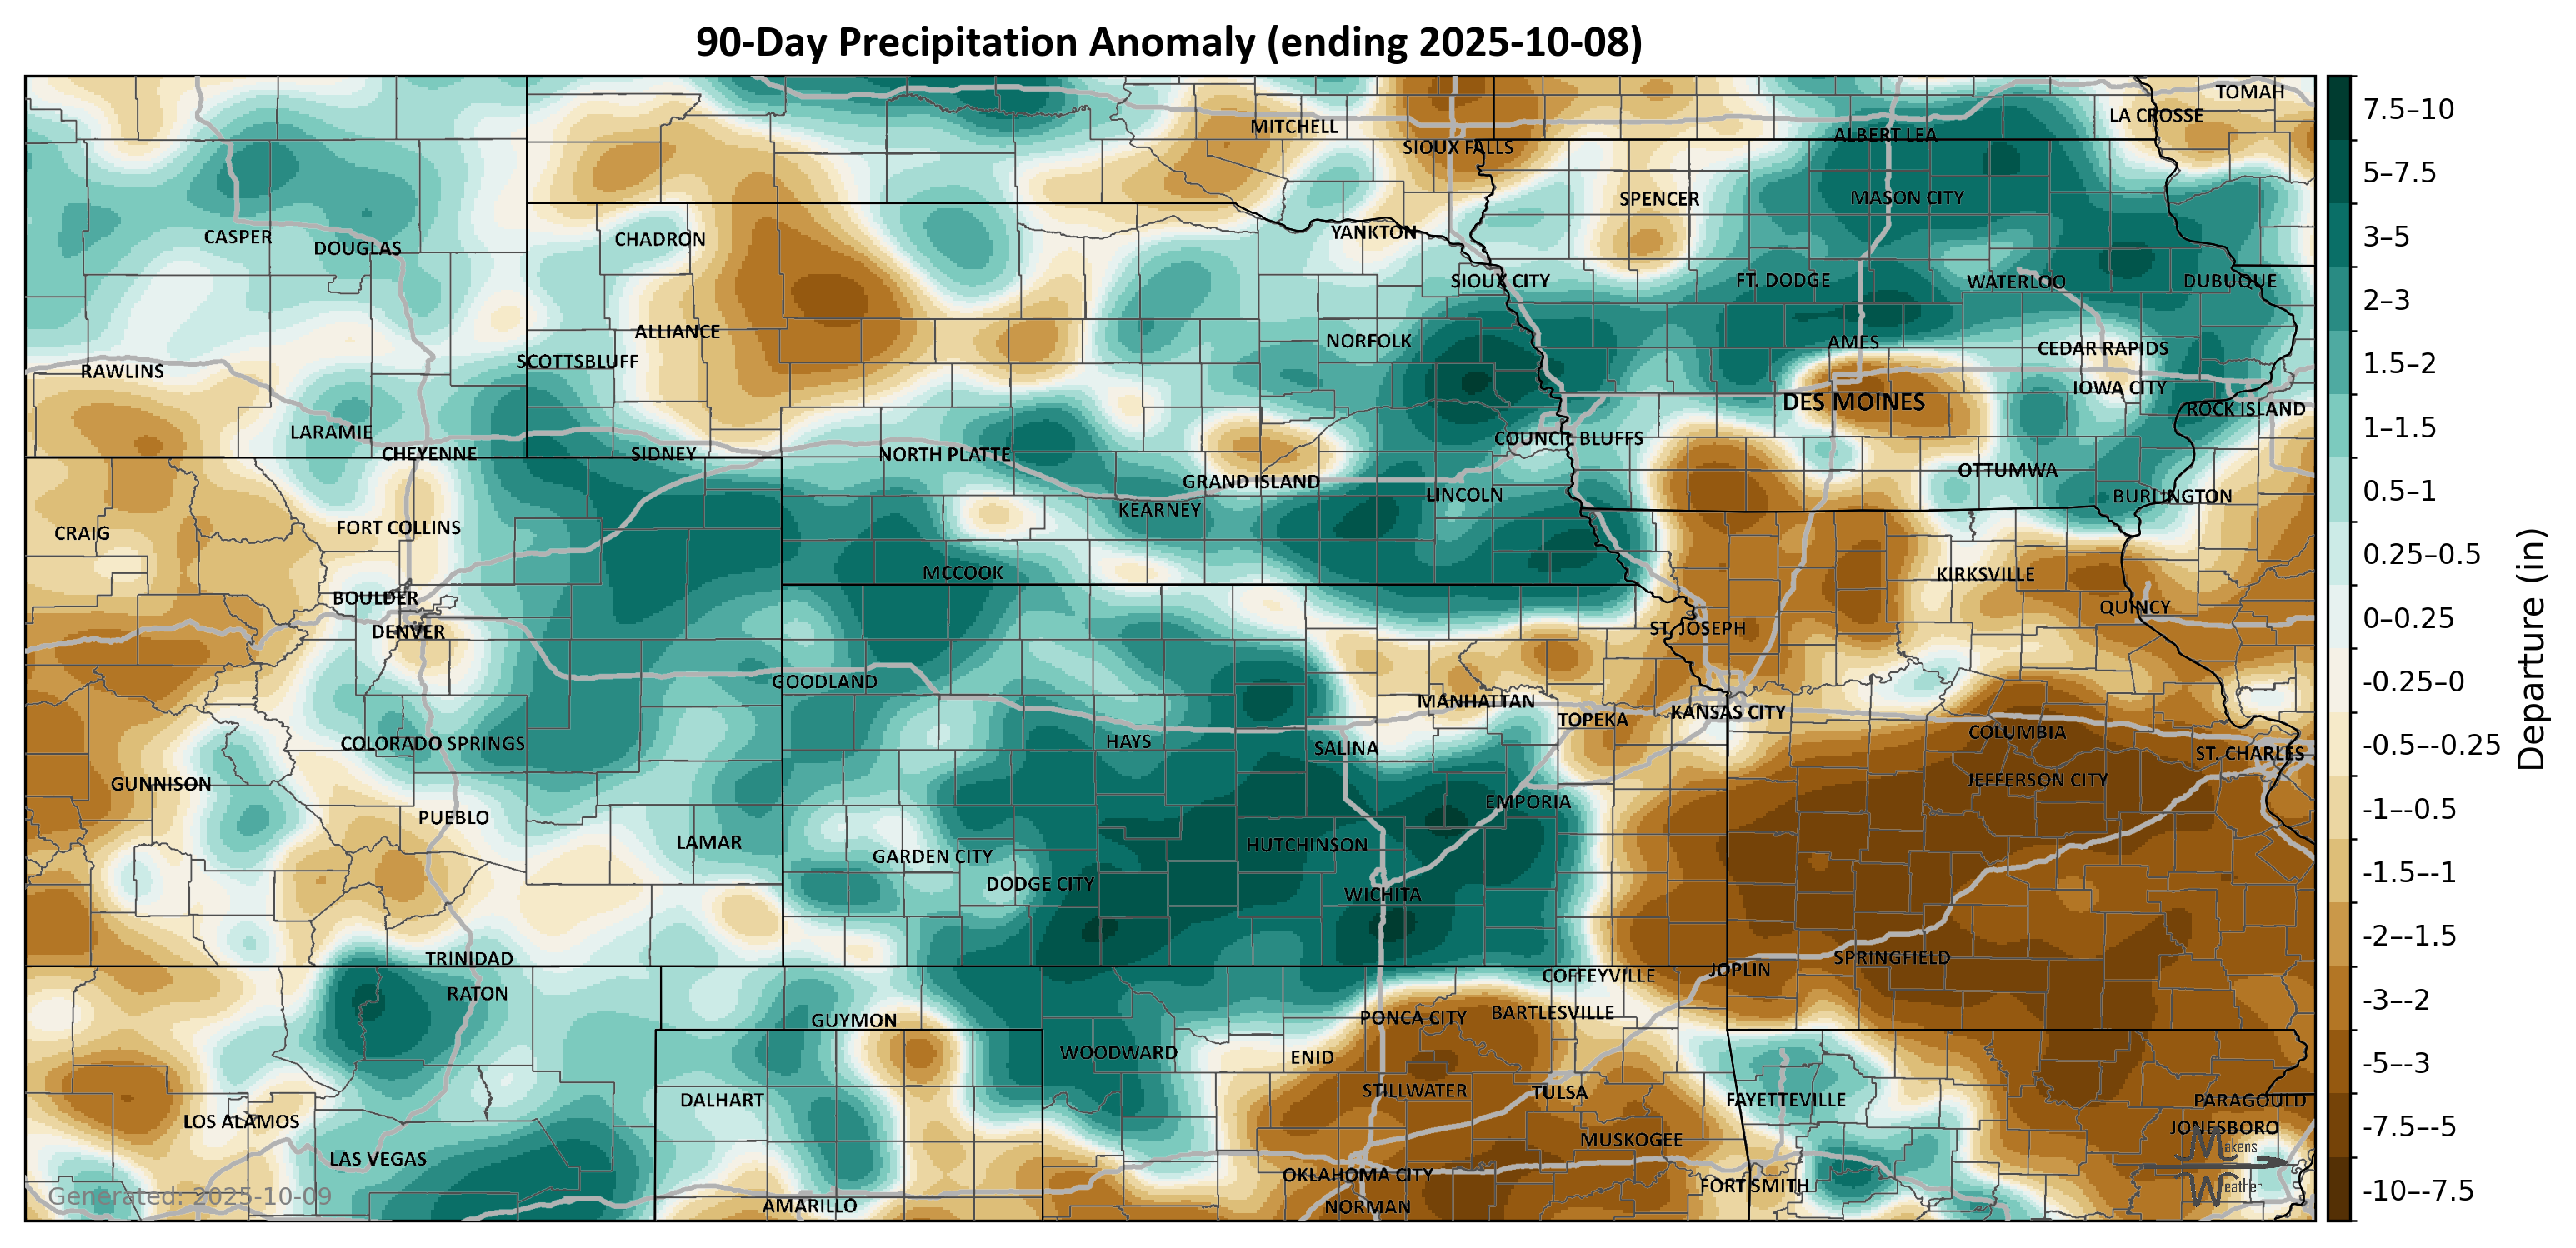 90-Day Precipitation Anomaly (ending 2025-10-08)
TOMAH
LA CROSSE
MITCHELL
ALBERT LEA
SIOUX FALLS
SPENCER
MASON CITY
CASPER
DOUGLAS
CHADRON
YANKTON
SIOUX CITY
FT. DODGE
WATERLOO
DUBUQUE
ALLIANCE
NORFOLK
AMES
CEDAR RAPIDS
SCOTTSBLUFF
RAWLINS
IOWA CITY
DES MOINES
ROCK ISLAND
LARAMIE
COUNCIL BLUFFS
CHEYENNE
SIDNEY
NORTH PLATTE
OTTUMWA
GRAND ISLAND
LINCOLN
BURLINGTON
KEARNEY
CRAIG
FORT COLLINS
MCCOOK
KIRKSVILLE
BOULDER
QUINCY
DENVER
ST. JOSEPH
GOODLAND
MANHATTAN
TOPEKA
KANSAS CITY
COLUMBIA
COLORADO SPRINGS
HAYS
SALINA
ST. CHARLES
GUNNISON
JEFFERSON CITY
EMPORIA
PUEBLO
LAMAR
HUTCHINSON
GARDEN CITY
DODGE CITY
WICHITA
TRINIDAD
SPRINGFIELD
JOPLIN
COFFEYVILLE
RATON
GUYMON
PONCA CITY
BARTLESVILLE
WOODWARD
ENID
STILLWATER
TULSA
DALHART
FAYETTEVILLE
PARAGOULD
LOS ALAMOS
JONESBORO
MUSKOGEE
LAS VEGAS
OKLAHOMA CITY
FORT SMITH
AMARILLO
NORMAN
Makens
Weather
Generated: 2025-10-09
7.5–10
5–7.5
3–5
2–3
1.5–2
1–1.5
0.5–1
0.25–0.5
0–0.25
-0.25–0
-0.5–-0.25
-1–-0.5
-1.5–-1
-2–-1.5
-3–-2
-5–-3
-7.5–-5
-10–-7.5
Departure (in)